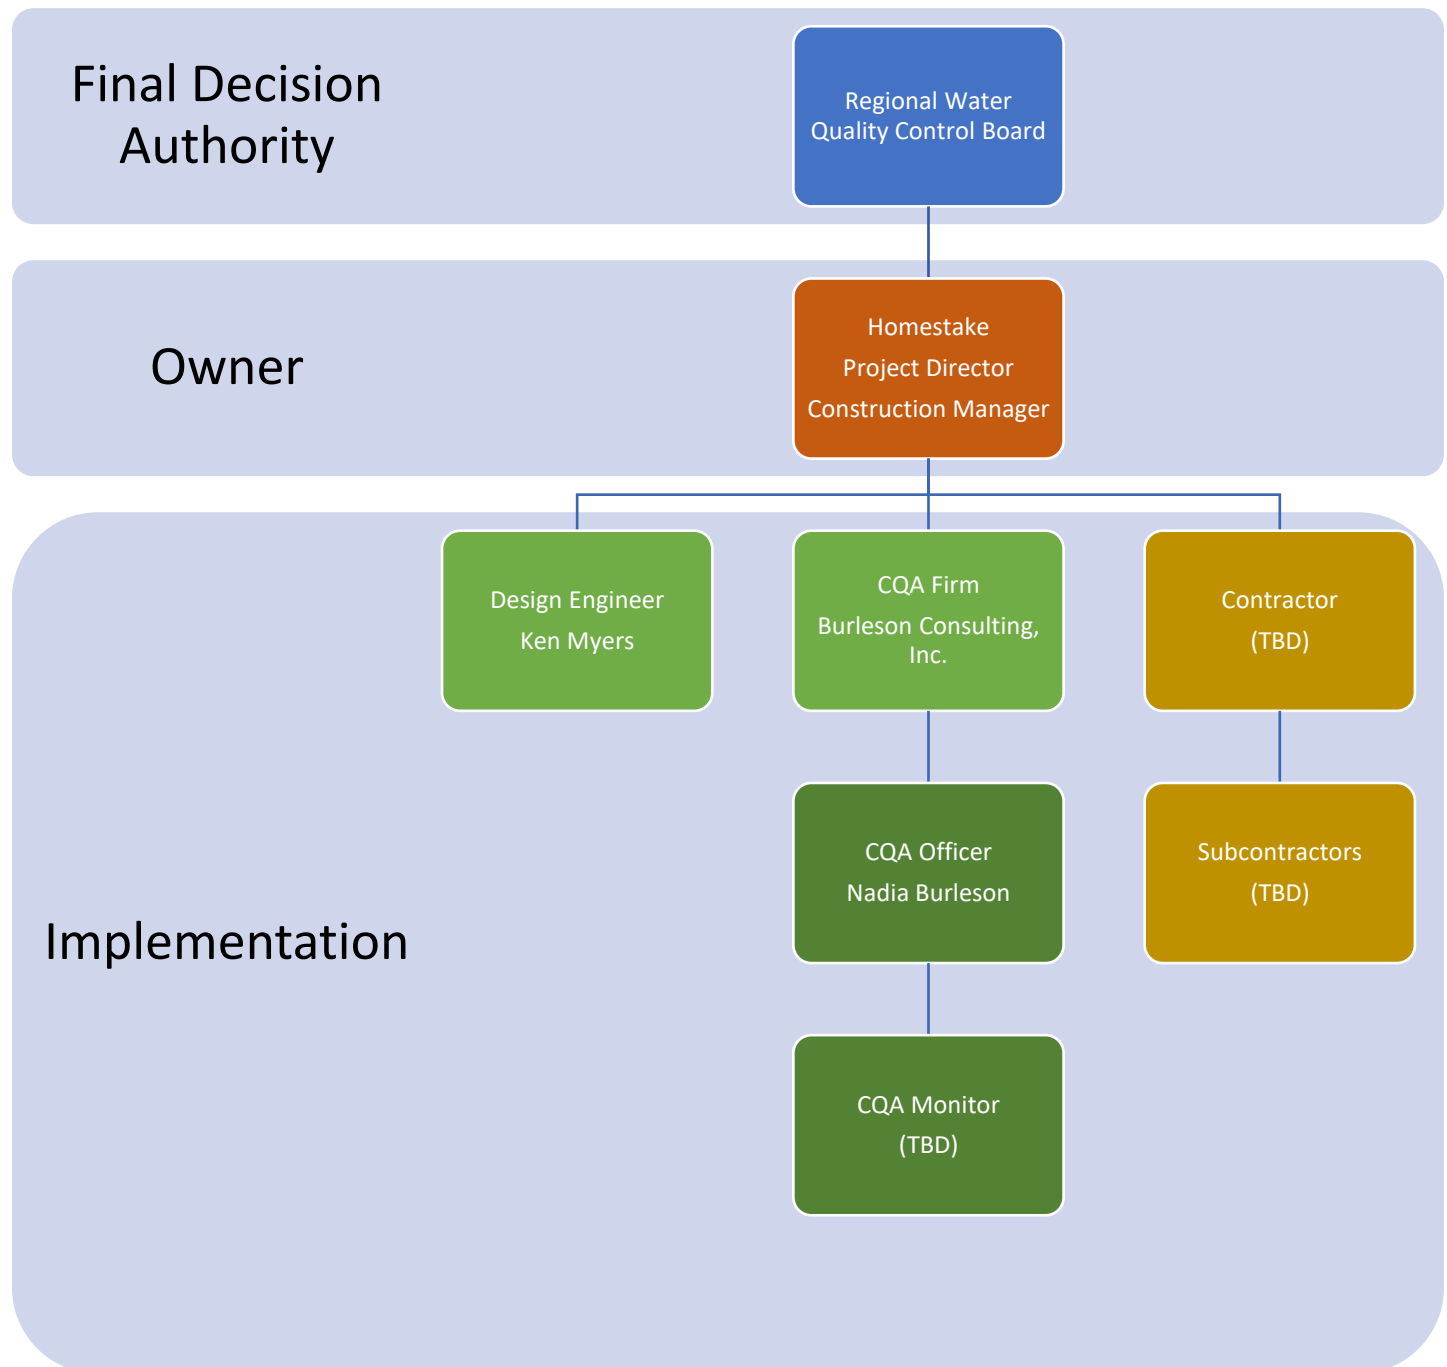 Final Decision
Authority
Regional Water
Quality Control Board
Owner
Homestake
Project Director
Construction Manager
Implementation
Design Engineer
Ken Myers
CQA Firm
Burleson Consulting,
Inc.
Contractor
(TBD)
CQA Officer
Nadia Burleson
Subcontractors
(TBD)
CQA Monitor
(TBD)